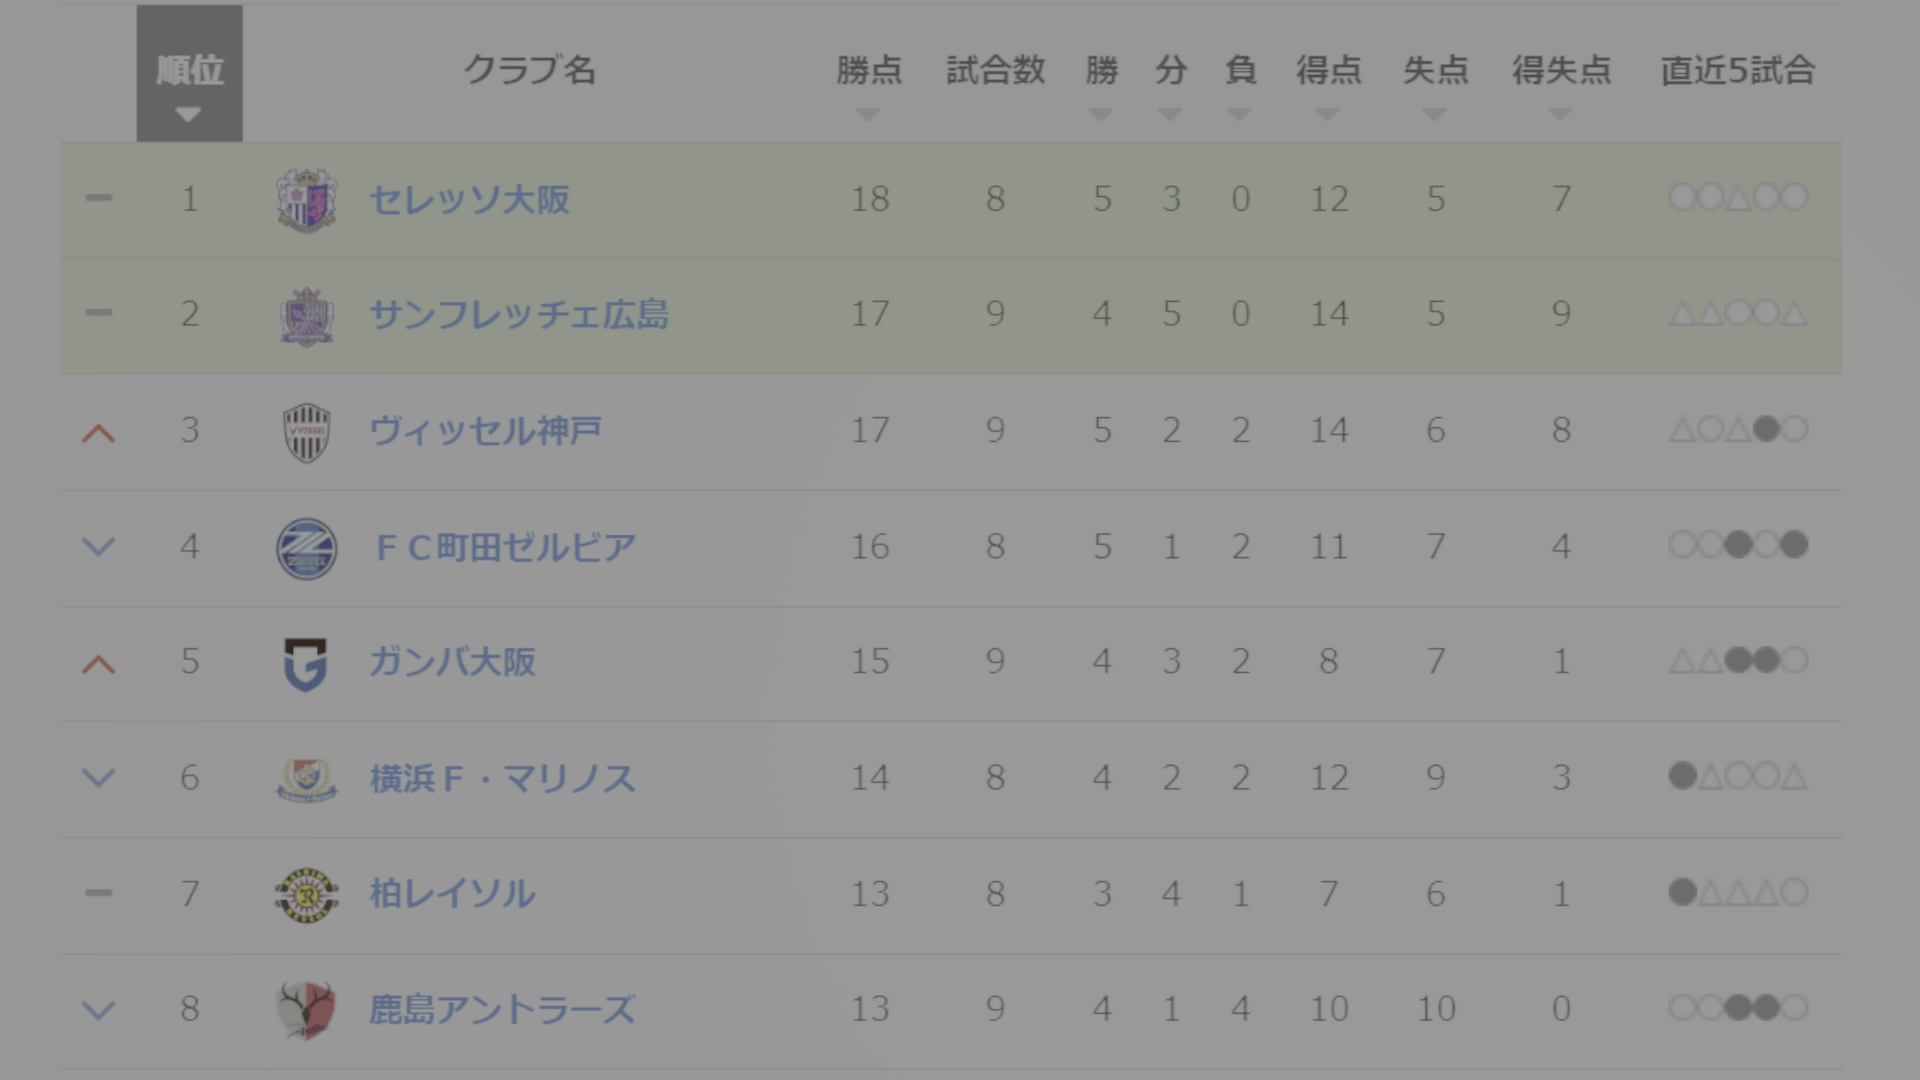 順位 クラブ名 勝点 試合数 勝 分 負 得点 失点 得失点 直近5試合
1 セレッソ大阪 18 8 5 3 0 12 5 7 ○○△○○
2 サンフレッチェ広島 17 9 4 5 0 14 5 9 △△○○△
3 ヴィッセル神戸 17 9 5 2 2 14 6 8 △○△●○
4 ＦＣ町田ゼルビア 16 8 5 1 2 11 7 4 ○○●○●
5 ガンバ大阪 15 9 4 3 2 8 7 1 △△●●○
6 横浜Ｆ・マリノス 14 8 4 2 2 12 9 3 ●△○○△
7 柏レイソル 13 8 3 4 1 7 6 1 ●△△△○
8 鹿島アントラーズ 13 9 4 1 4 10 10 0 ○○●●○